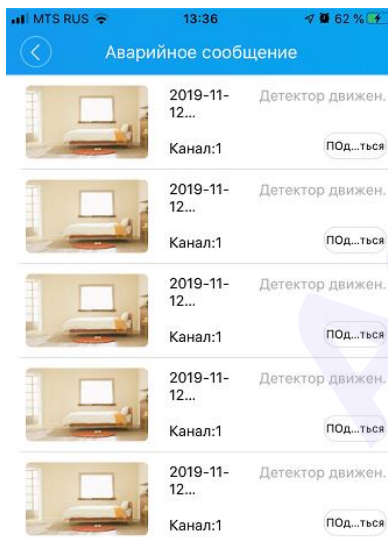 MTS RUS 13:36 62 %
Аварийное сообщение
2019-11-12... Детектор движен.
Канал:1 ПОд...ться
2019-11-12... Детектор движен.
Канал:1 ПОд...ться
2019-11-12... Детектор движен.
Канал:1 ПОд...ться
2019-11-12... Детектор движен.
Канал:1 ПОд...ться
2019-11-12... Детектор движен.
Канал:1 ПОд...ться